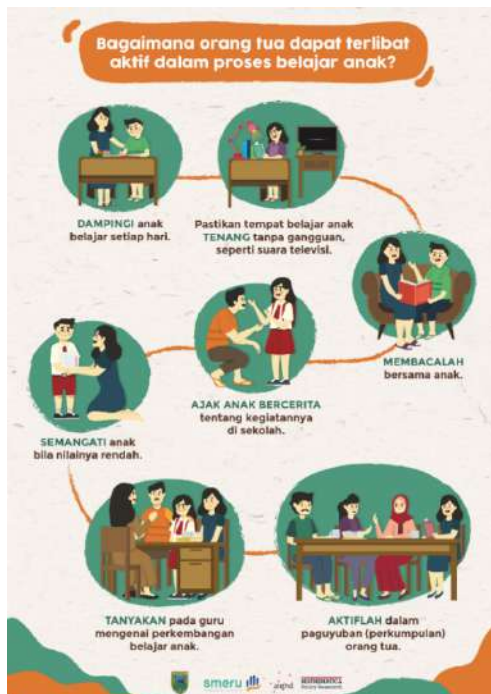 Bagaimana orang tua dapat terlibat
aktif dalam proses belajar anak?
DAMPINGI anak
belajar setiap hari.
Pastikan tempat belajar anak
TENANG tanpa gangguan,
seperti suara televisi.
MEMBACALAH
bersama anak.
AJAK ANAK BERCERITA
tentang kegiatannya
di sekolah.
SEMANGATI anak
bila nilainya rendah.
TANYAKAN pada guru
mengenai perkembangan
belajar anak.
AKTIFLAH dalam
paguyuban (perkumpulan)
orang tua.
smeru